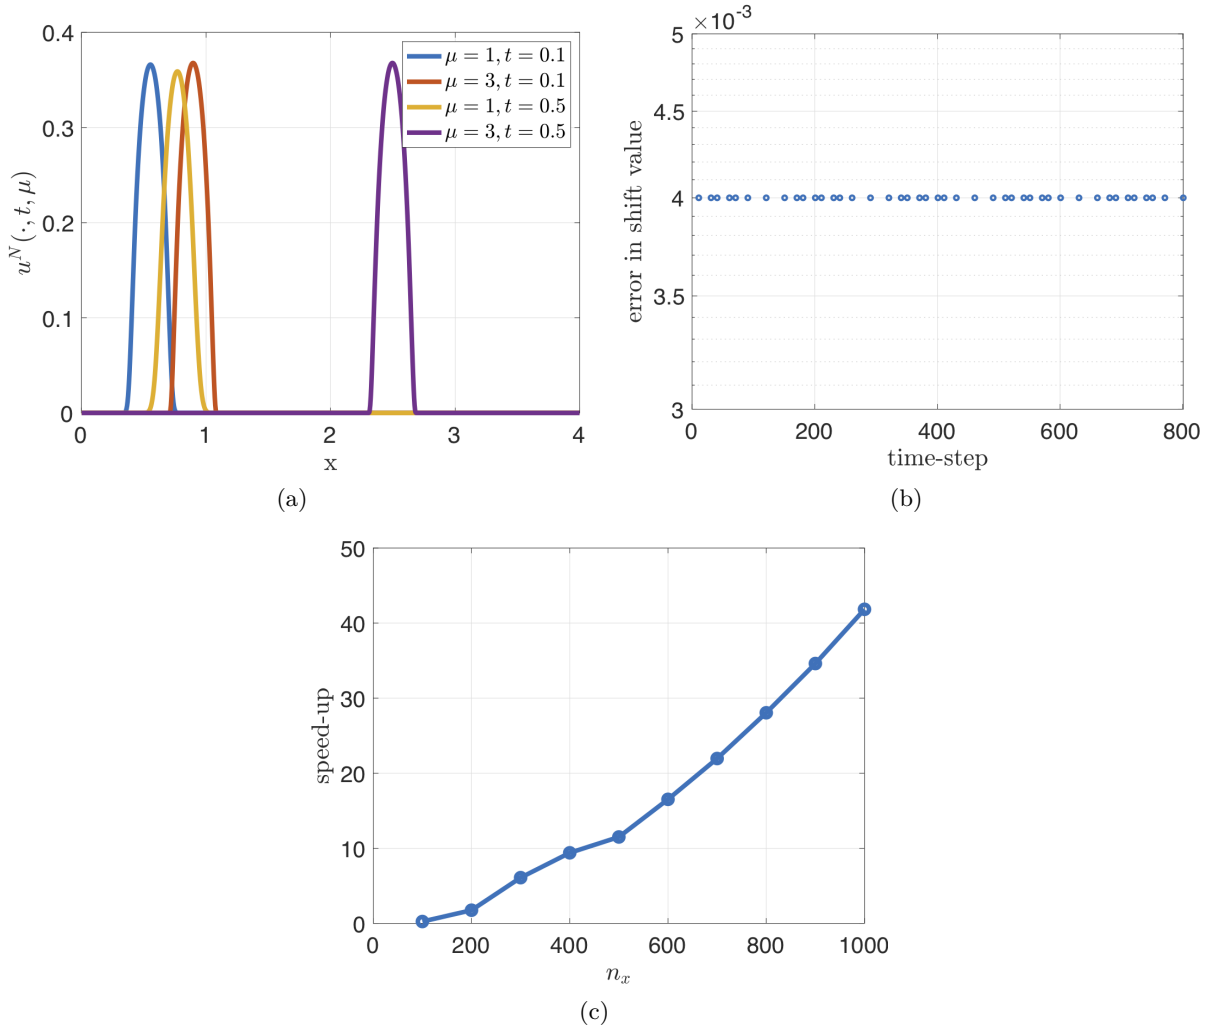 0.4
0.3
0.2
0.1
0
0 1 2 3 4
x
u^N(·, t, μ)
μ = 1, t = 0.1
μ = 3, t = 0.1
μ = 1, t = 0.5
μ = 3, t = 0.5
(a)
×10^-3
5
4.5
4
3.5
3
0 200 400 600 800
time-step
error in shift value
(b)
50
40
30
20
10
0
0 200 400 600 800 1000
n_x
speed-up
(c)